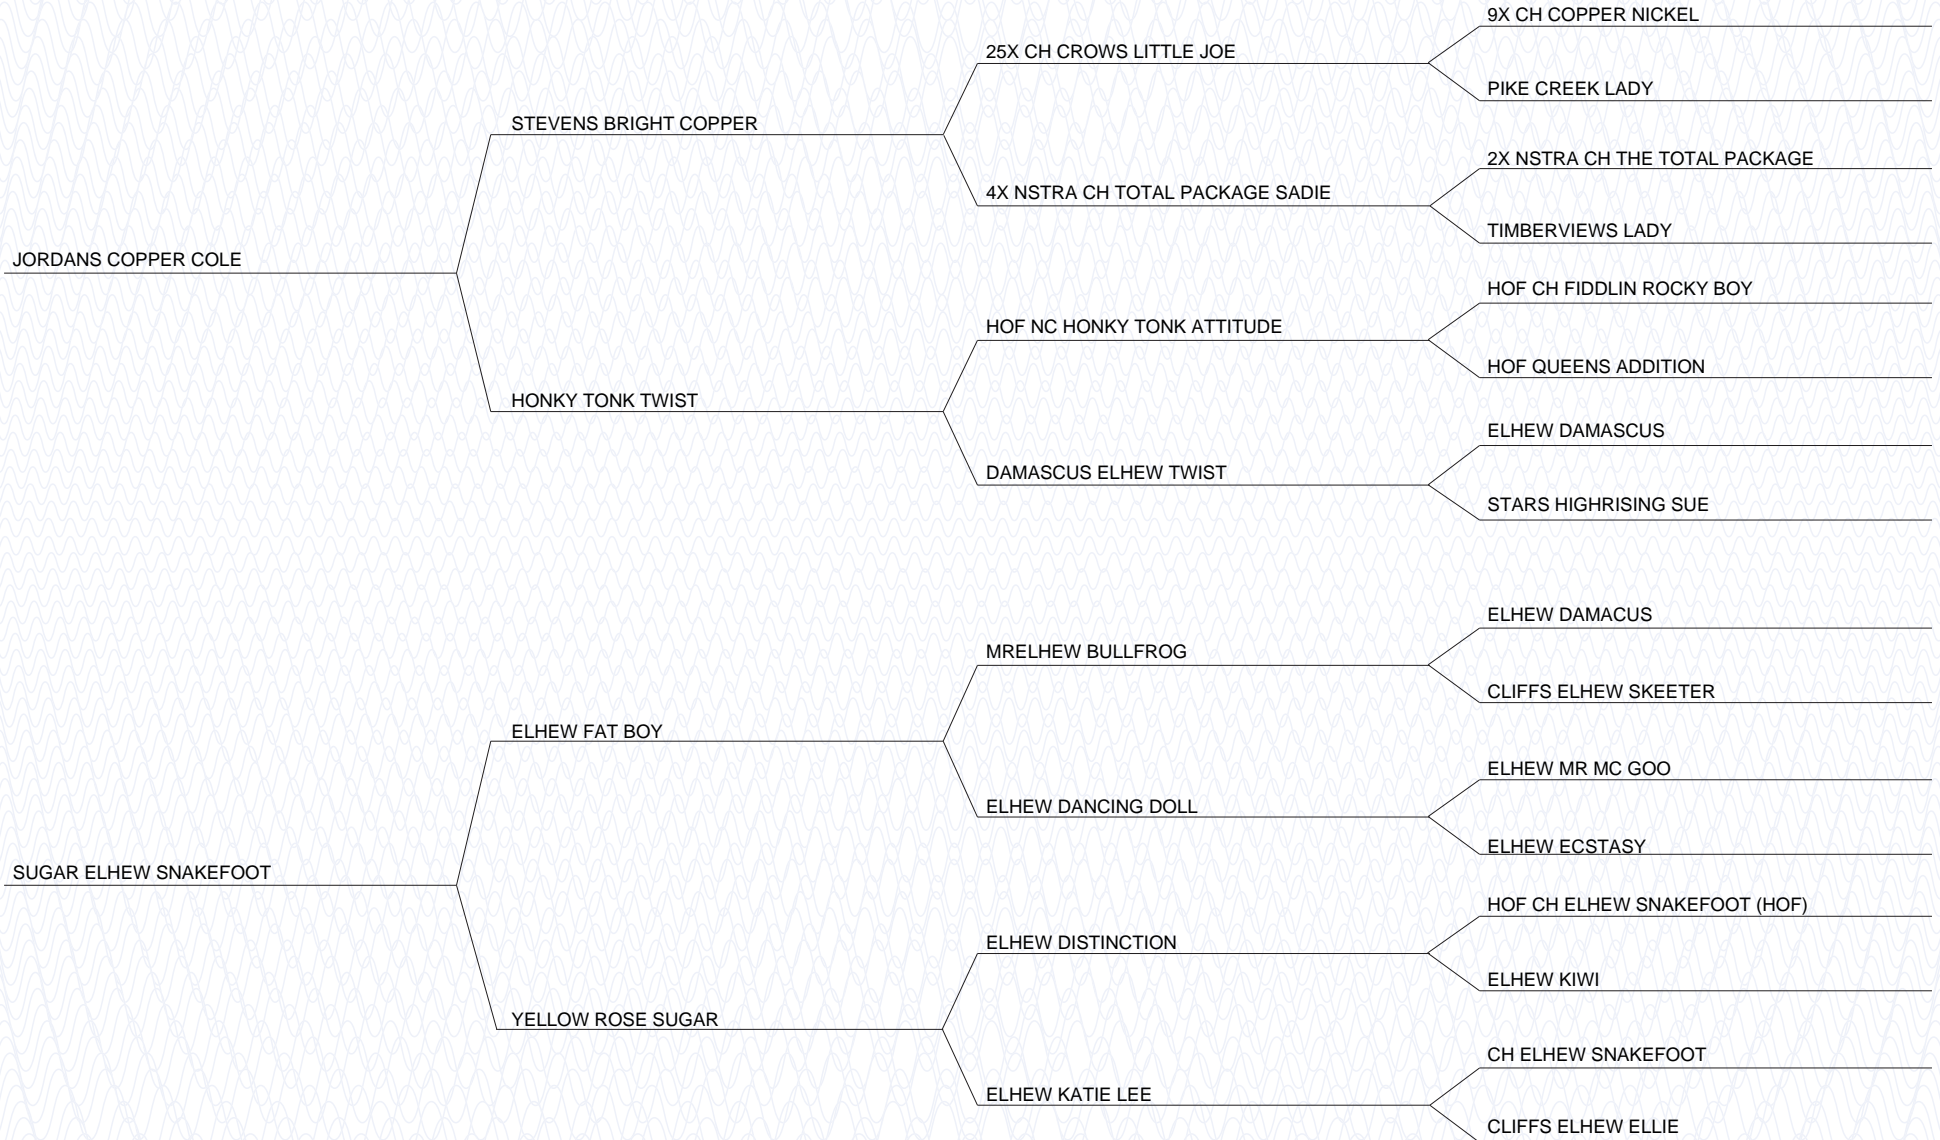 9X CH COPPER NICKEL
25X CH CROWS LITTLE JOE
PIKE CREEK LADY
STEVENS BRIGHT COPPER
2X NSTRA CH THE TOTAL PACKAGE
4X NSTRA CH TOTAL PACKAGE SADIE
TIMBERVIEWS LADY
JORDANS COPPER COLE
HOF CH FIDDLIN ROCKY BOY
HOF NC HONKY TONK ATTITUDE
HOF QUEENS ADDITION
HONKY TONK TWIST
ELHEW DAMASCUS
DAMASCUS ELHEW TWIST
STARS HIGHRISING SUE
ELHEW DAMACUS
MRELHEW BULLFROG
CLIFFS ELHEW SKEETER
ELHEW FAT BOY
ELHEW MR MC GOO
ELHEW DANCING DOLL
ELHEW ECSTASY
SUGAR ELHEW SNAKEFOOT
HOF CH ELHEW SNAKEFOOT (HOF)
ELHEW DISTINCTION
ELHEW KIWI
YELLOW ROSE SUGAR
CH ELHEW SNAKEFOOT
ELHEW KATIE LEE
CLIFFS ELHEW ELLIE